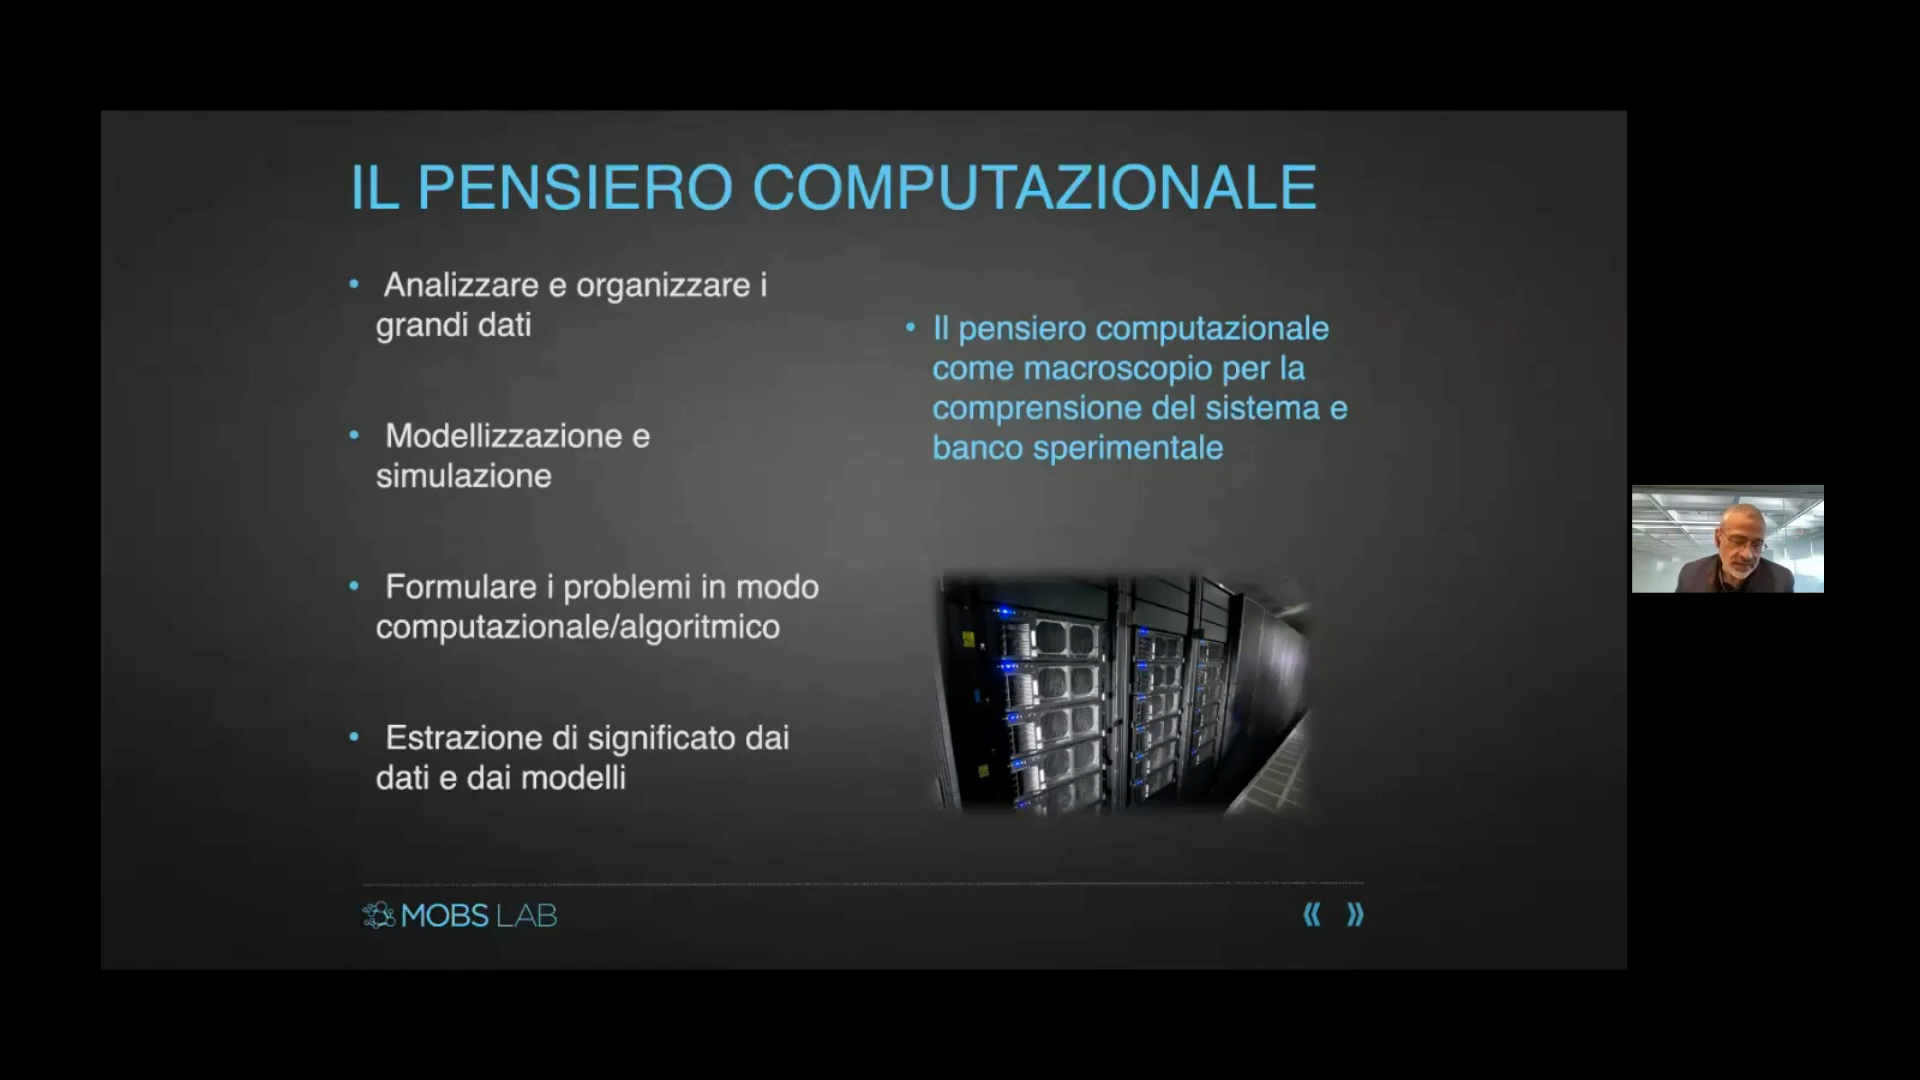 IL PENSIERO COMPUTAZIONALE
• Analizzare e organizzare i
grandi dati
• Modellizzazione e
simulazione
• Formulare i problemi in modo
computazionale/algoritmico
• Estrazione di significato dai
dati e dai modelli
• Il pensiero computazionale
come macroscopio per la
comprensione del sistema e
banco sperimentale
MOBS LAB